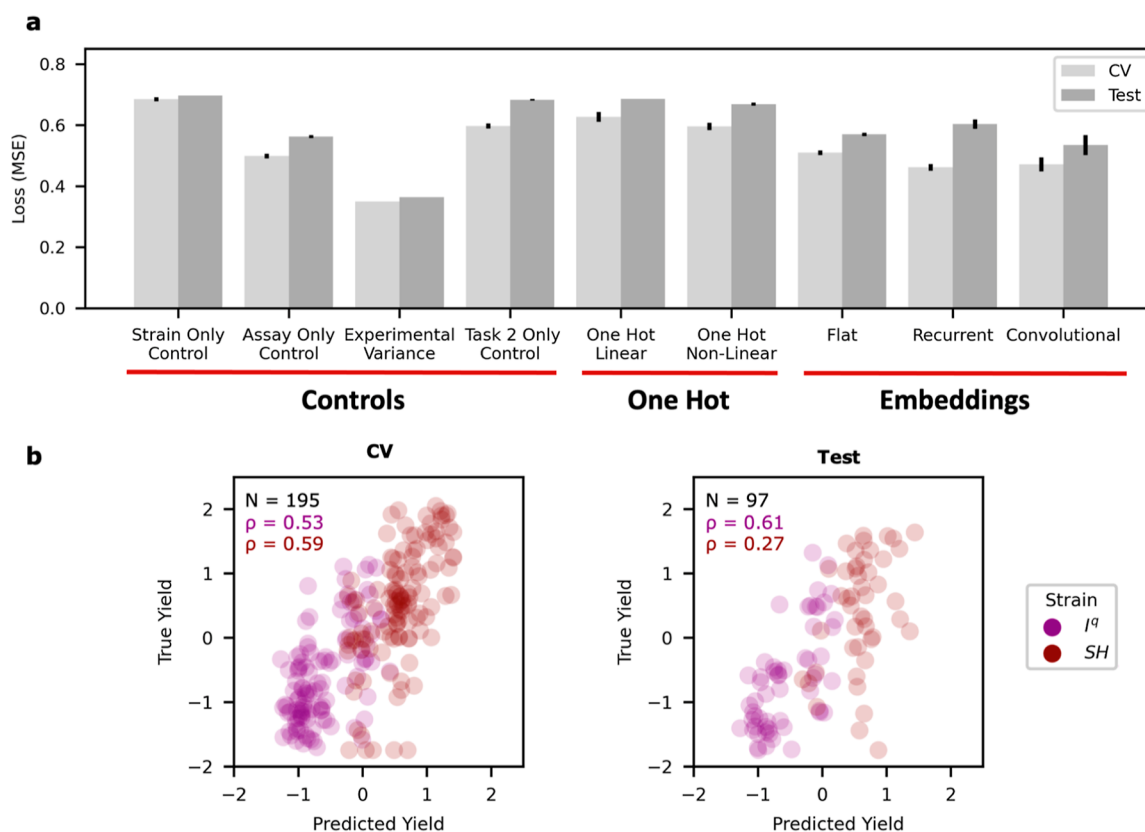 a
0.8
0.6
0.4
0.2
0.0
Loss (MSE)
CV
Test
Strain Only
Control
Assay Only
Control
Experimental
Variance
Task 2 Only
Control
One Hot
Linear
One Hot
Non-Linear
Flat
Recurrent
Convolutional
Controls
One Hot
Embeddings
b
CV
N = 195
ρ = 0.53
ρ = 0.59
2
1
0
−1
−2
True Yield
−2 −1 0 1 2
Predicted Yield
Test
N = 97
ρ = 0.61
ρ = 0.27
2
1
0
−1
−2
True Yield
−2 −1 0 1 2
Predicted Yield
Strain
I^q
SH